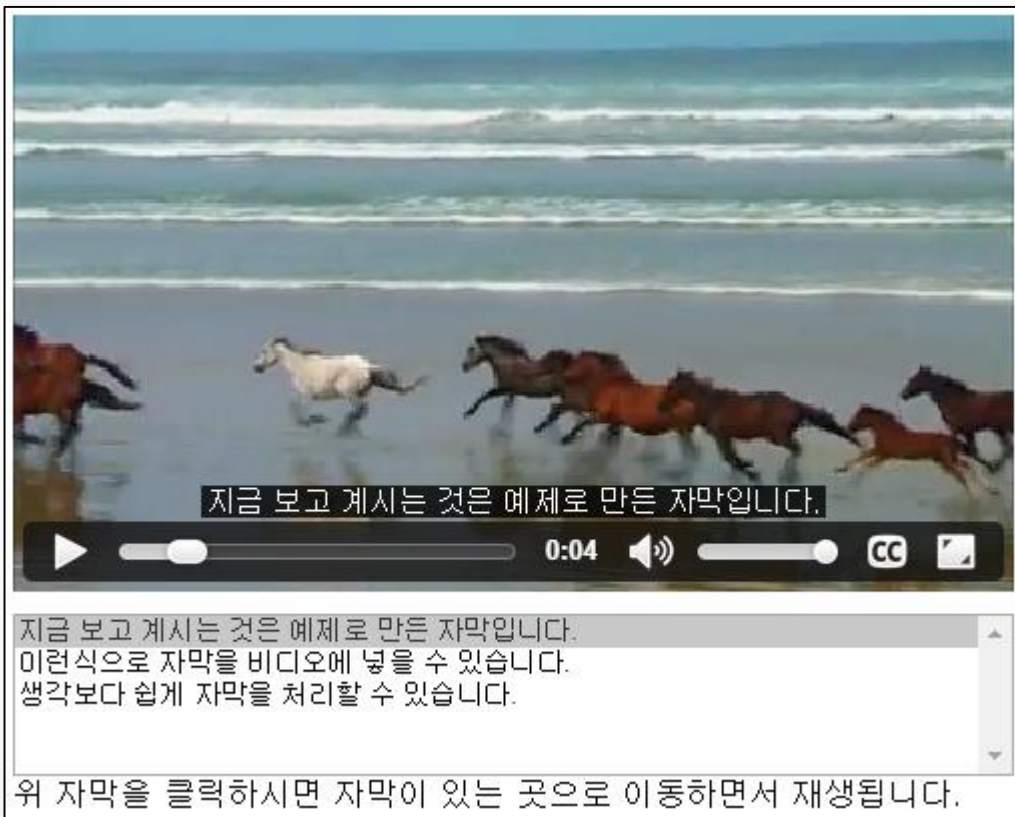 지금 보고 계시는 것은 예제로 만든 자막입니다.
0:04
CC
지금 보고 계시는 것은 예제로 만든 자막입니다.
이런식으로 자막을 비디오에 넣을 수 있습니다.
생각보다 쉽게 자막을 처리할 수 있습니다.
위 자막을 클릭하시면 자막이 있는 곳으로 이동하면서 재생됩니다.